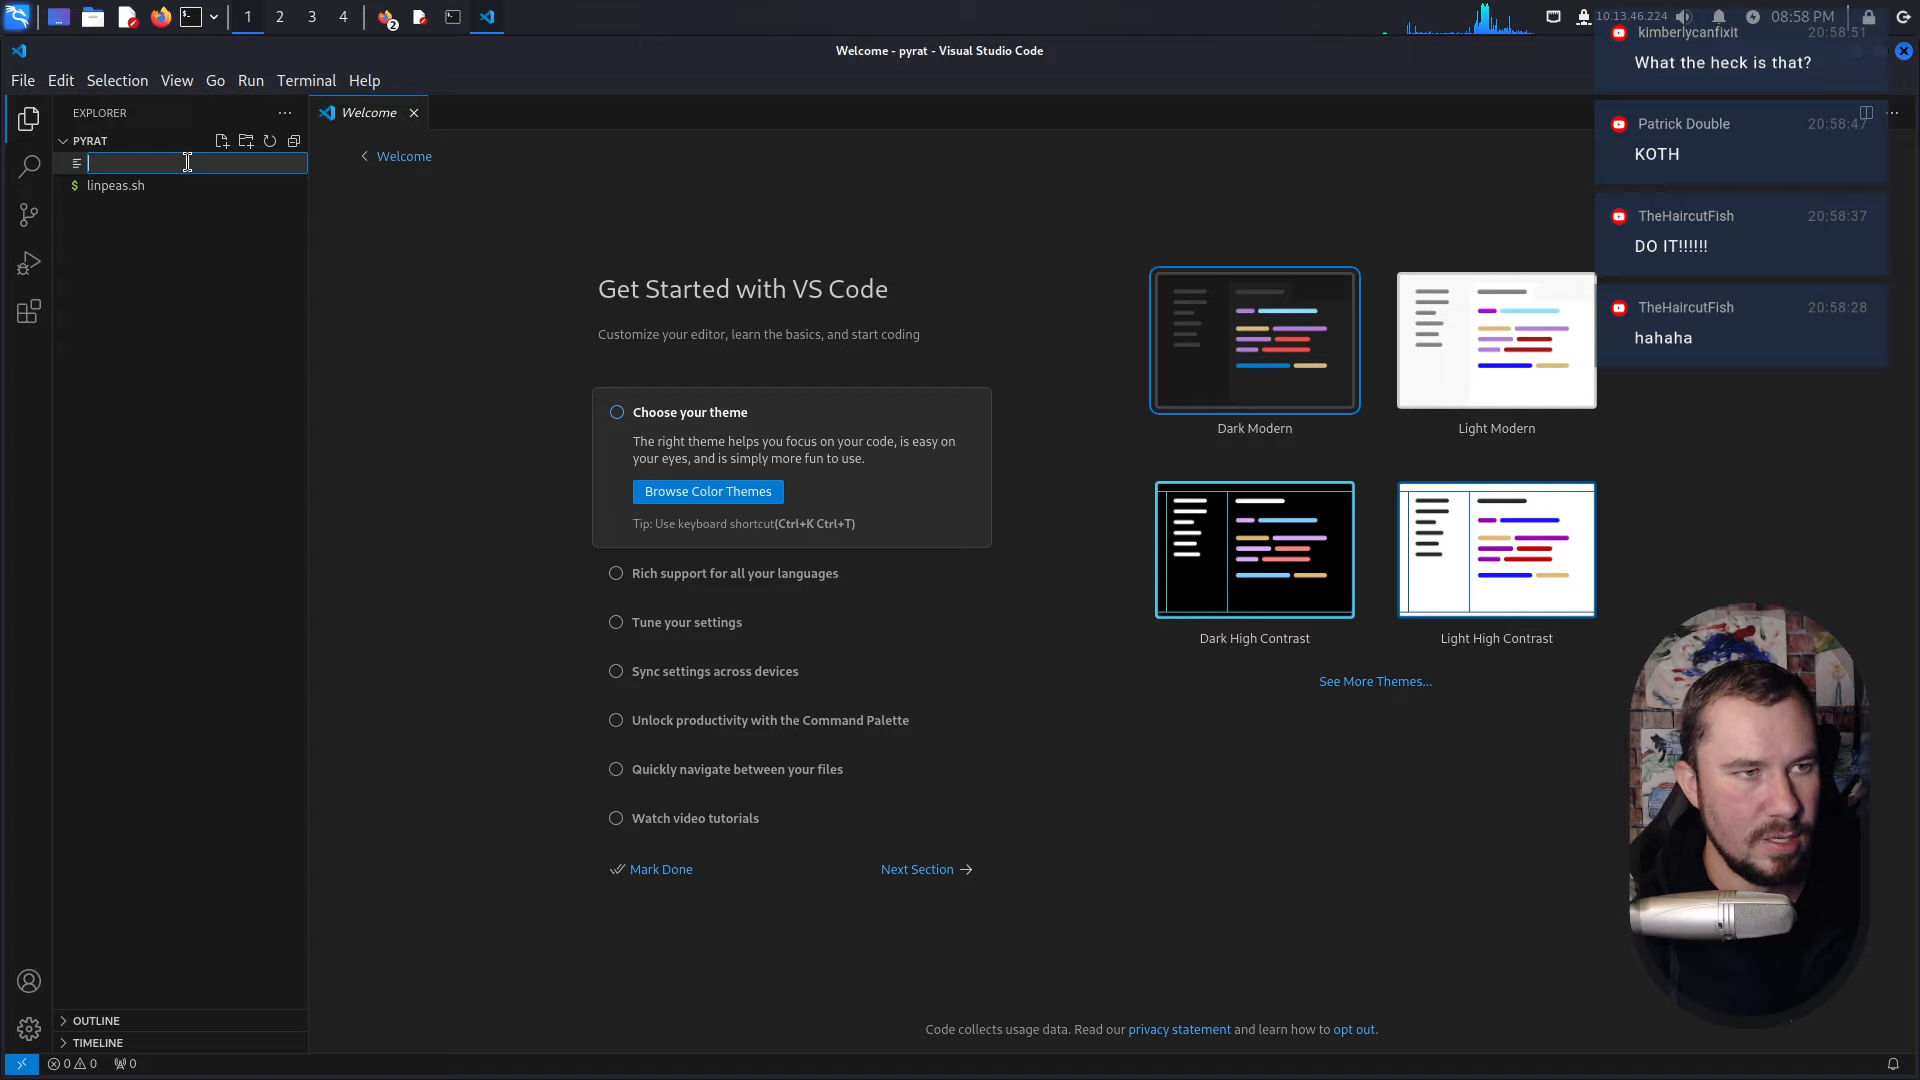 1 2 3 4
2
10.13.46.224
08:58 PM
Welcome - pyrat - Visual Studio Code
File Edit Selection View Go Run Terminal Help
EXPLORER
Welcome
PYRAT
linpeas.sh
$
Welcome
Get Started with VS Code
Customize your editor, learn the basics, and start coding
Choose your theme
The right theme helps you focus on your code, is easy on
your eyes, and is simply more fun to use.
Browse Color Themes
Tip: Use keyboard shortcut(Ctrl+K Ctrl+T)
Rich support for all your languages
Tune your settings
Sync settings across devices
Unlock productivity with the Command Palette
Quickly navigate between your files
Watch video tutorials
Mark Done
Next Section
Dark Modern
Light Modern
Dark High Contrast
Light High Contrast
See More Themes...
Code collects usage data. Read our privacy statement and learn how to opt out.
kimberlycanfixit 20:58:51
What the heck is that?
Patrick Double 20:58:47
KOTH
TheHaircutFish 20:58:37
DO IT!!!!!!
TheHaircutFish 20:58:28
hahaha
OUTLINE
TIMELINE
0 0 0